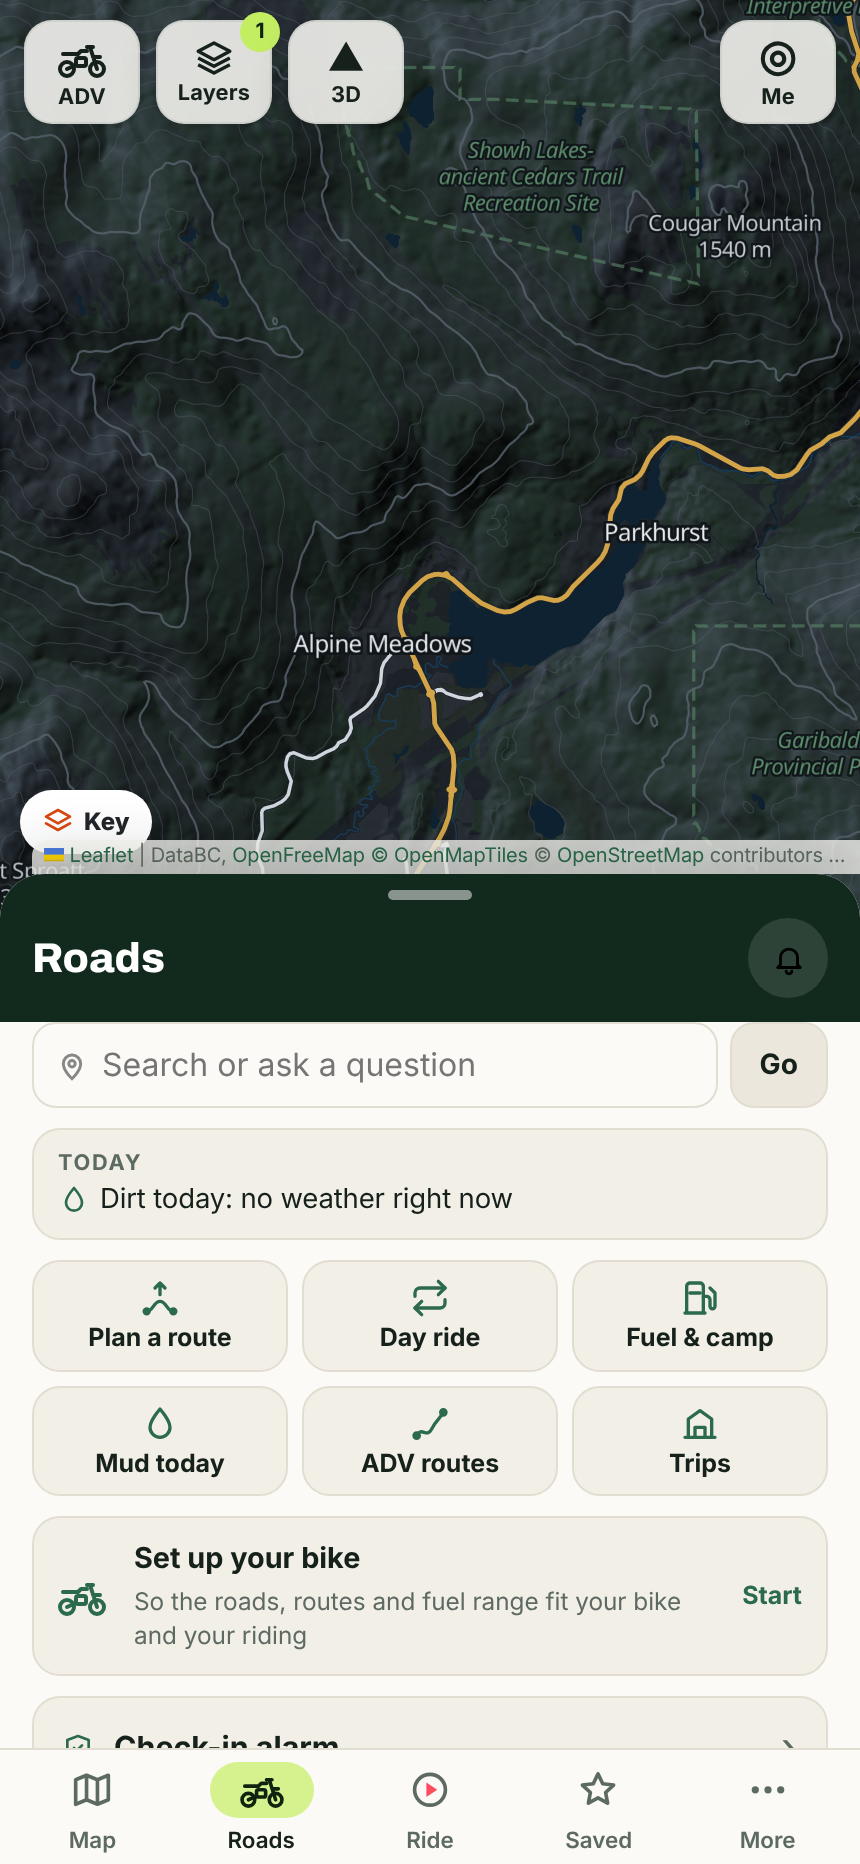 Interpretive
ADV
Layers
1
3D
Me
Showh Lakes-
ancient Cedars Trail
Recreation Site
Cougar Mountain
1540 m
Parkhurst
Alpine Meadows
Garibald
Provincial P
Key
Leaflet | DataBC, OpenFreeMap © OpenMapTiles © OpenStreetMap contributors ...
t Sproatt
Roads
Search or ask a question
Go
TODAY
Dirt today: no weather right now
Plan a route
Day ride
Fuel & camp
Mud today
ADV routes
Trips
Set up your bike
So the roads, routes and fuel range fit your bike
and your riding
Start
Check-in alarm
Map
Roads
Ride
Saved
More